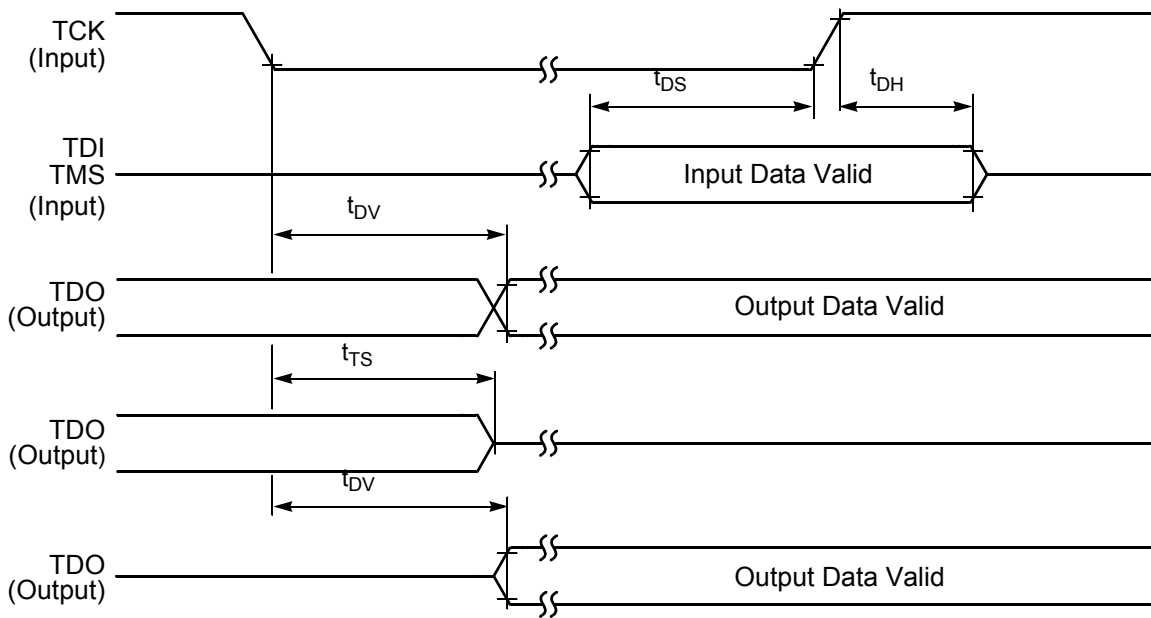 TCK
(Input)
tDS
tDH
TDI
TMS
(Input)
Input Data Valid
tDV
TDO
(Output)
Output Data Valid
tTS
TDO
(Output)
tDV
TDO
(Output)
Output Data Valid